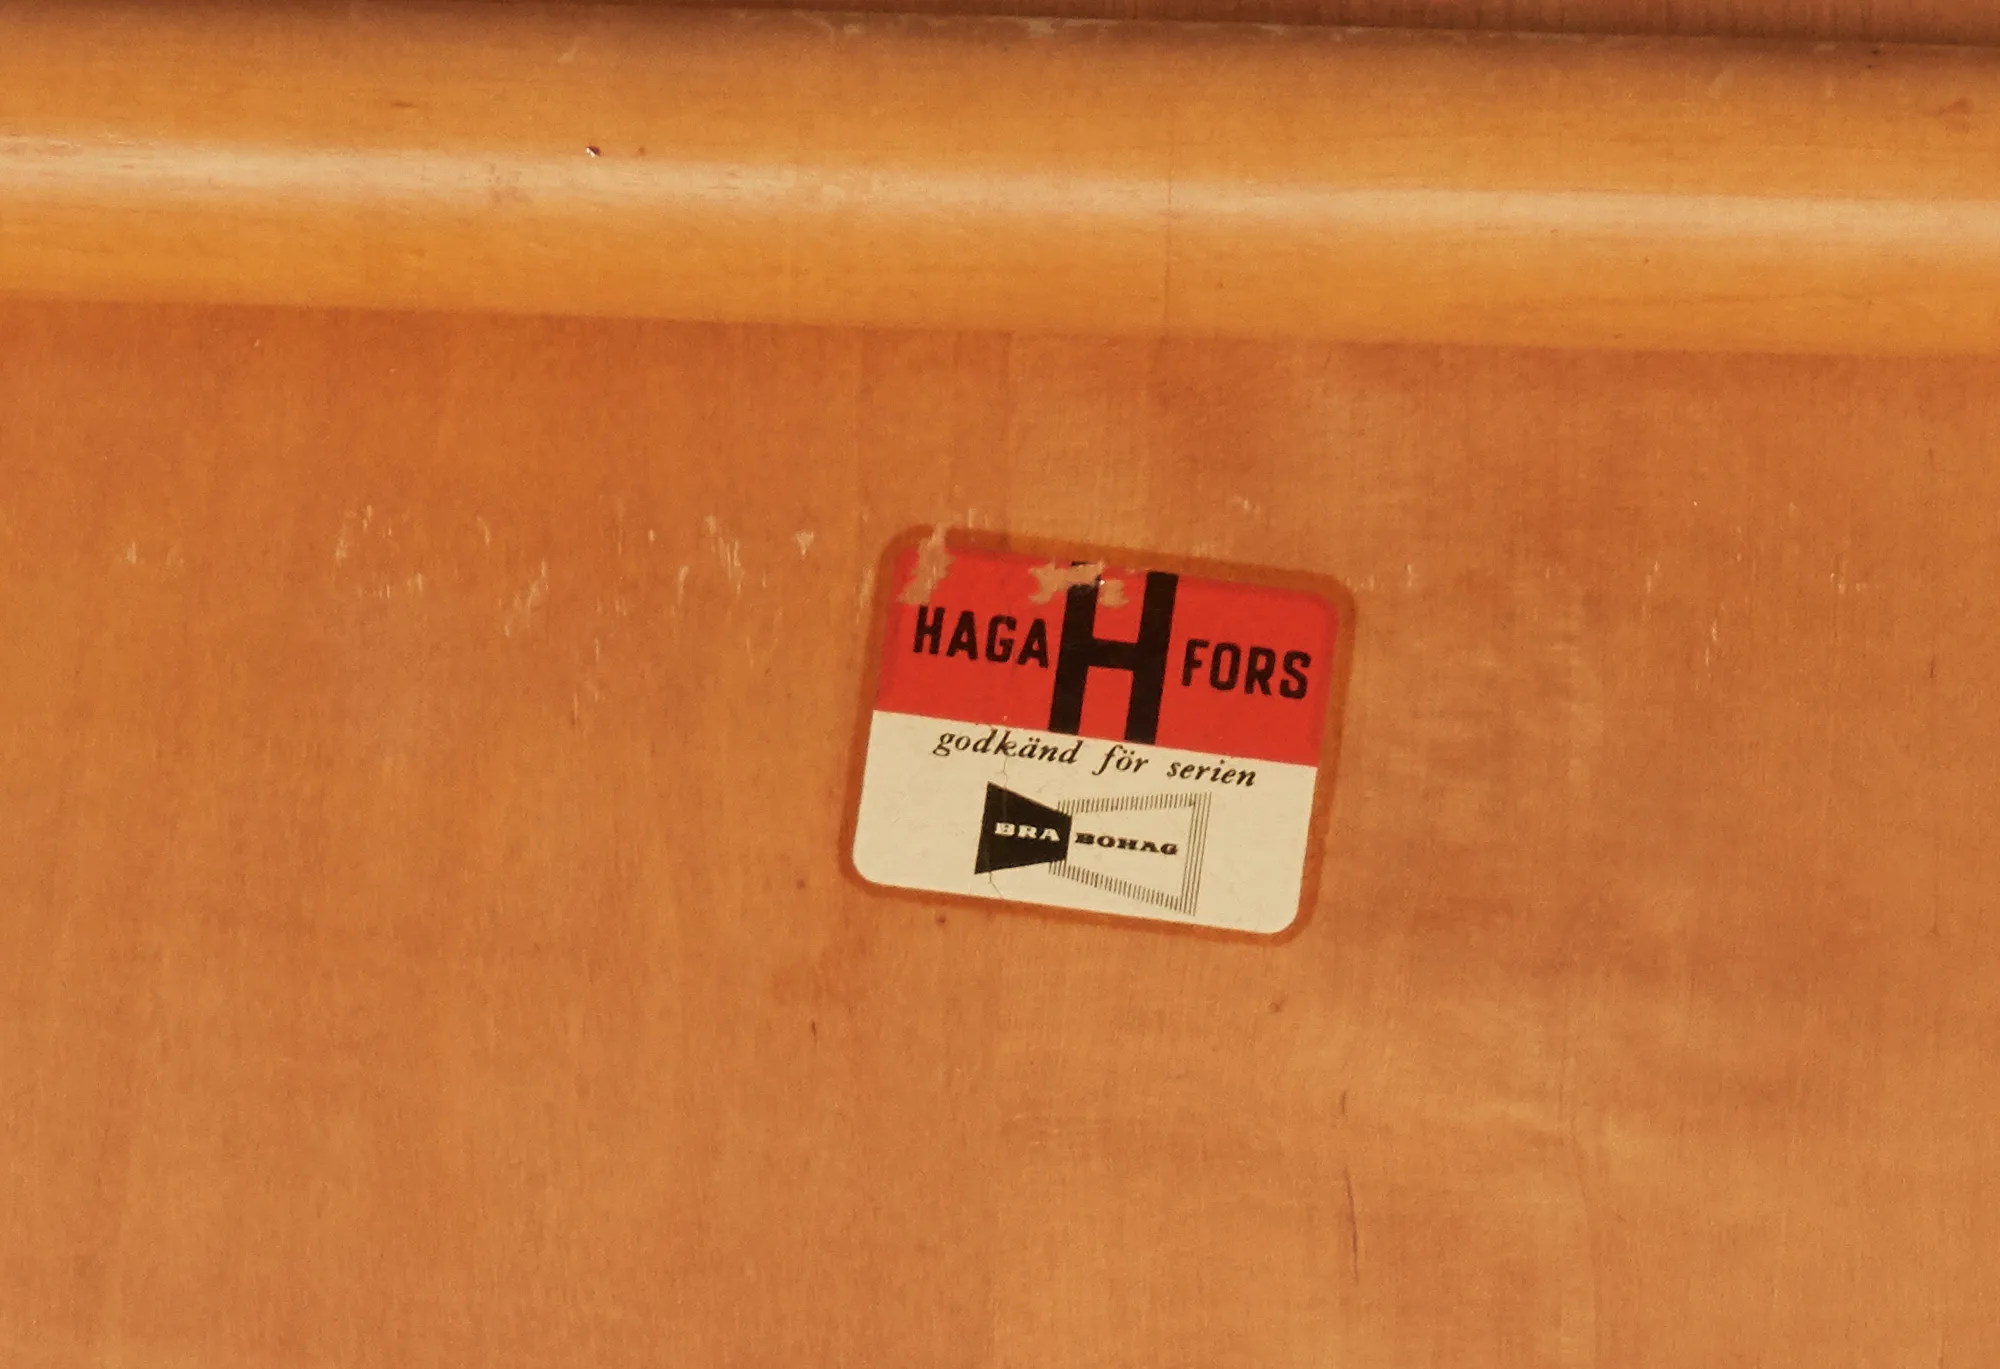 HAGA H FORS
godkänd för serien
BRA BOHAG